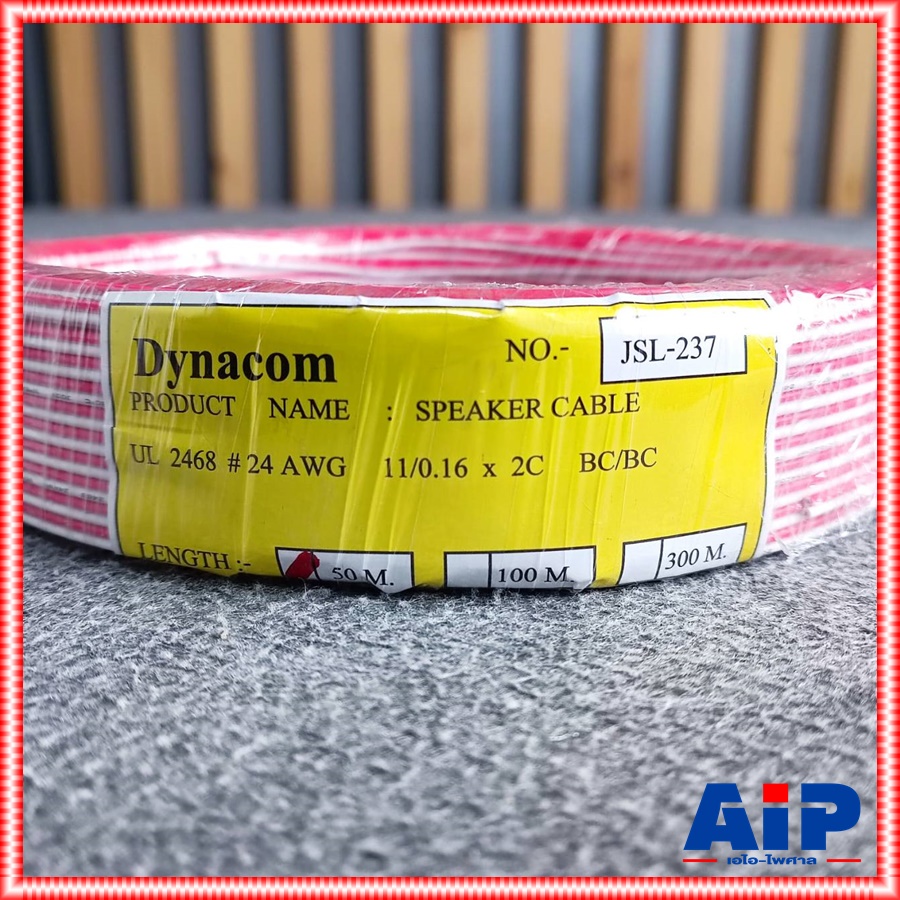 Dynacom NO.- JSL-237
PRODUCT NAME : SPEAKER CABLE
UL 2468 # 24 AWG 11/0.16 x 2C BC/BC
LENGTH :- 50 M. 100 M. 300 M.
AiP
เอไอ-ไพศาล